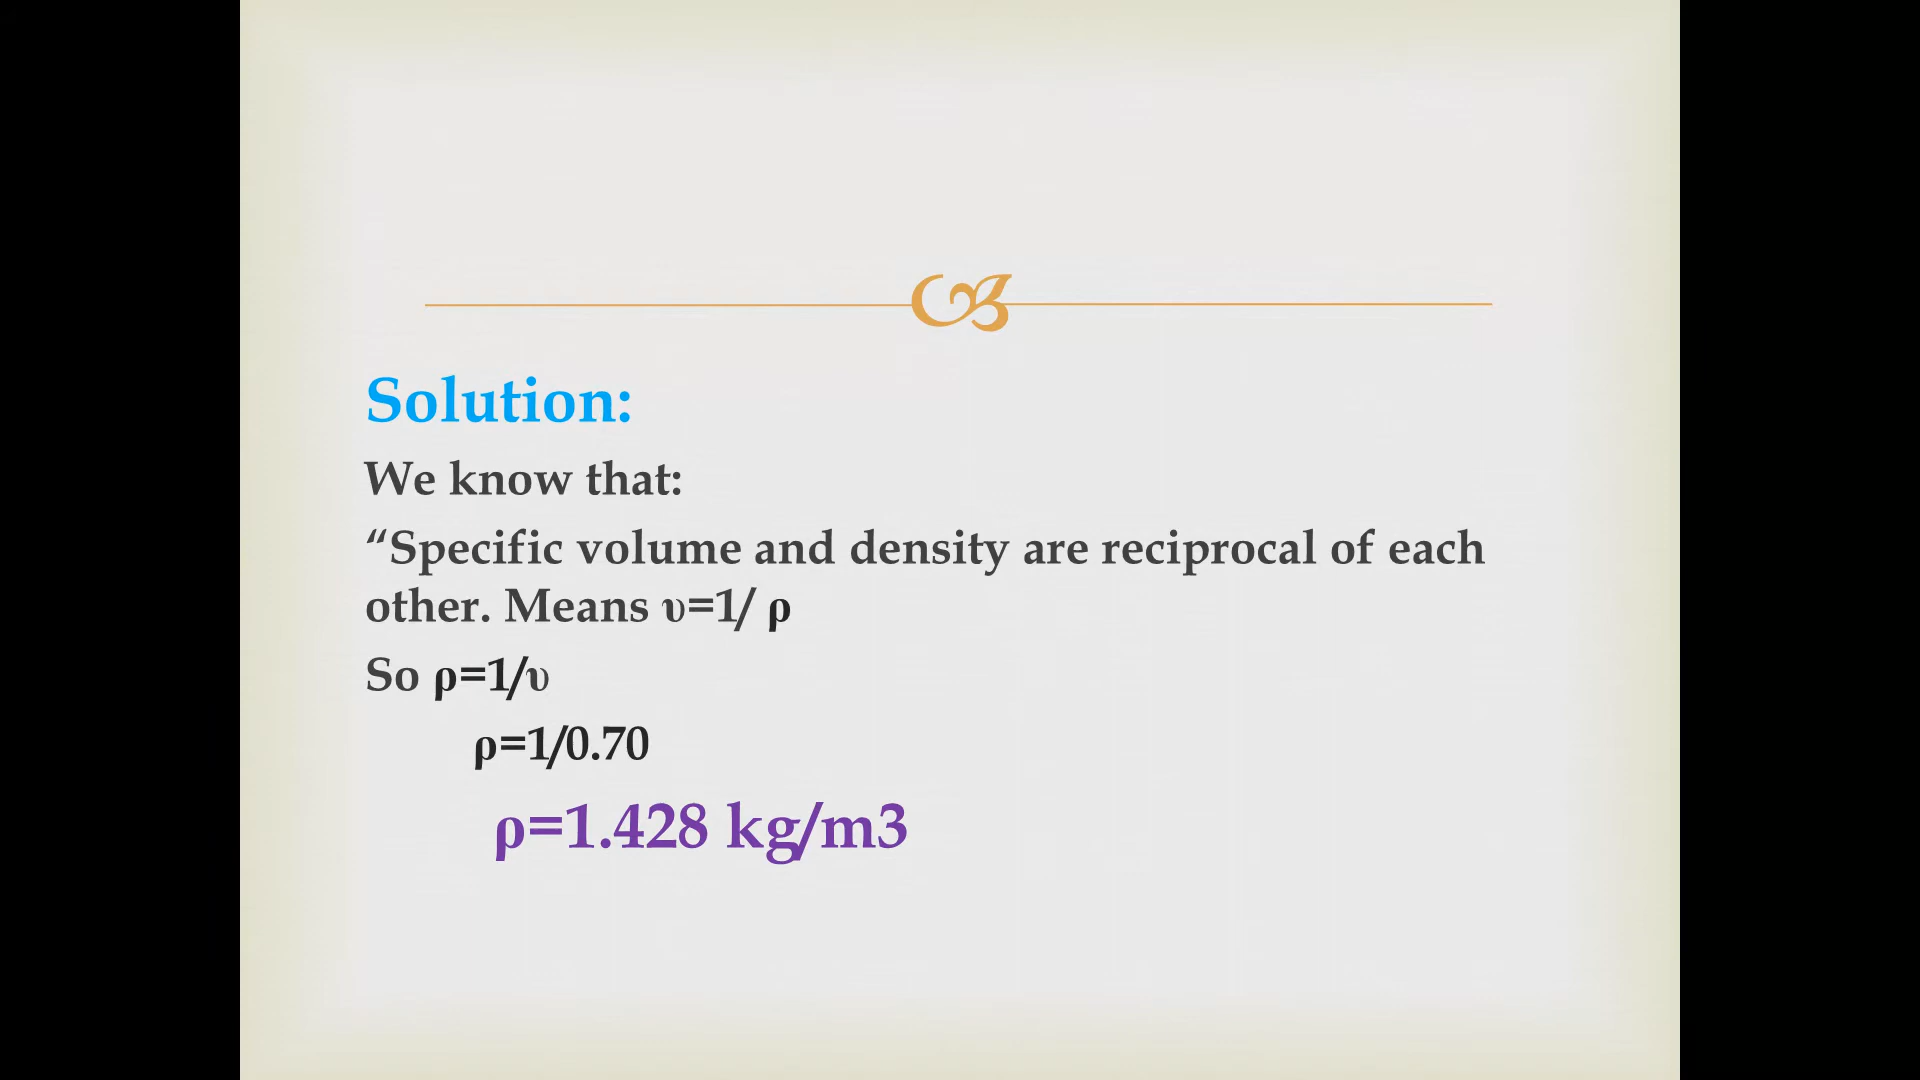 Solution:
We know that:
“Specific volume and density are reciprocal of each
other. Means υ=1/ ρ
So ρ=1/υ
ρ=1/0.70
ρ=1.428 kg/m3